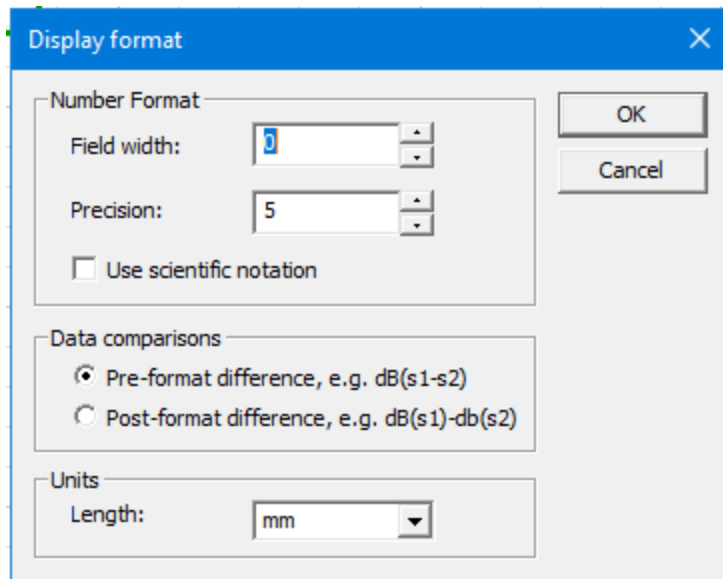 Display format
Number Format
OK
Field width:
0
Cancel
Precision:
5
Use scientific notation
Data comparisons
Pre-format difference, e.g. dB(s1-s2)
Post-format difference, e.g. dB(s1)-db(s2)
Units
Length:
mm